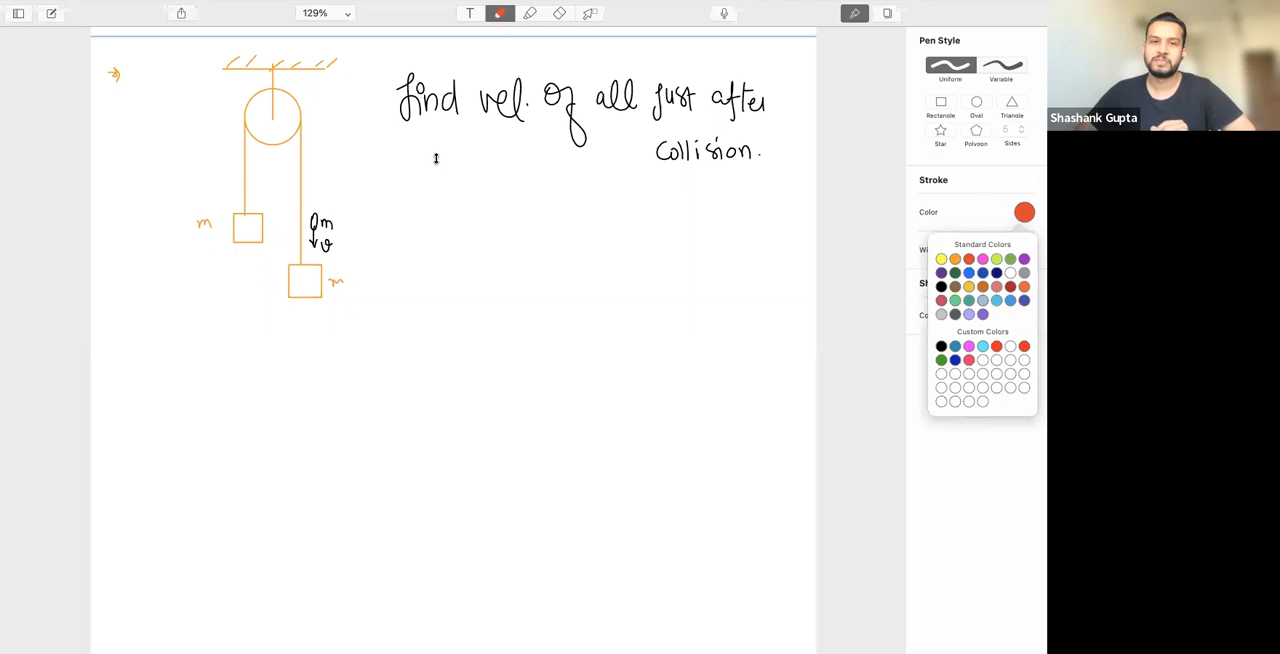 129%
T
Pen Style
Uniform
Variable
Rectangle
Oval
Triangle
Star
Polygon
Sides
5
Stroke
Color
Standard Colors
Custom Colors
Shashank Gupta
find vel. of all just after
collision.
m
m
v
m